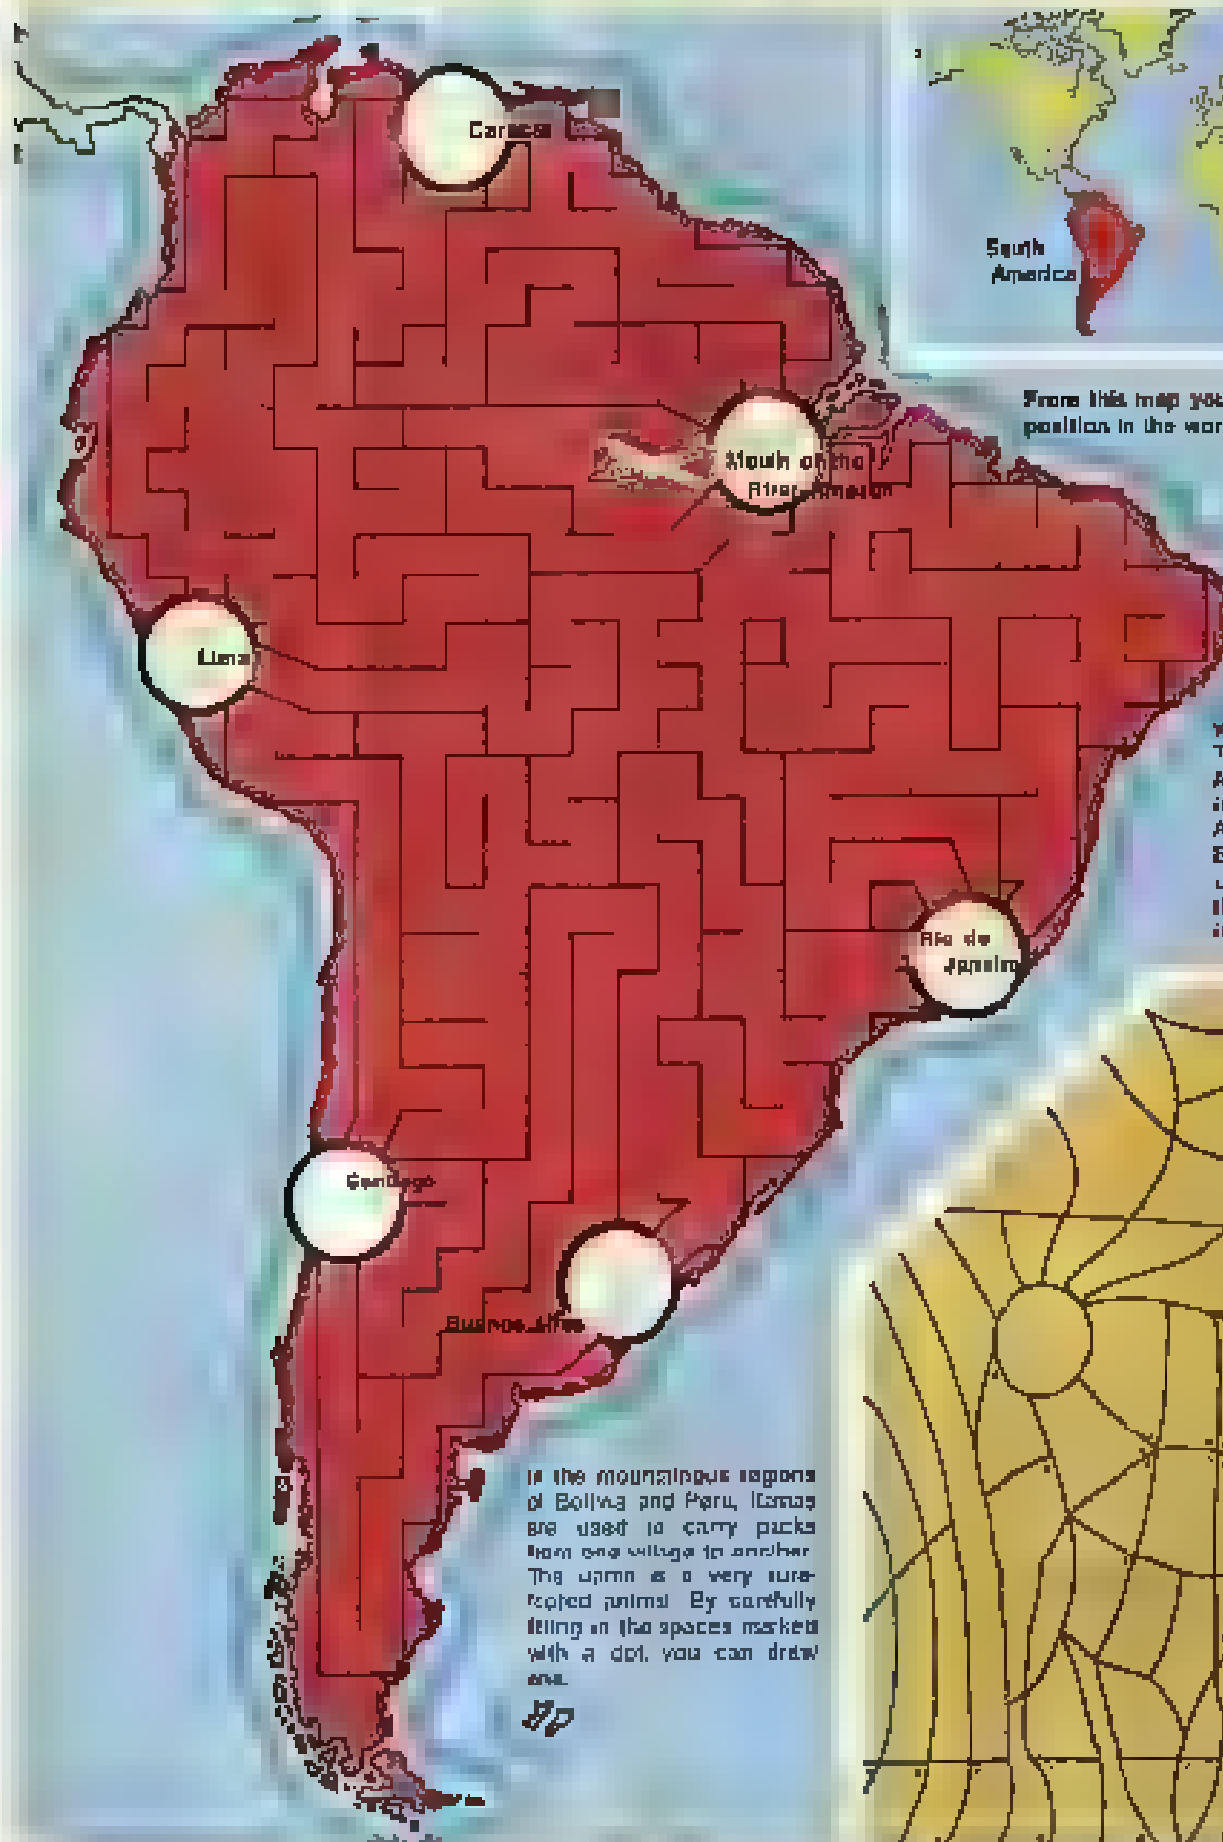 Caracas
South
America
From this map you
position in the wor
Mouth of the
River Amazon
Lima
Rio de
Janeiro
Santiago
Buenos Aires
In the mountainous regions
of Bolivia and Peru, llamas
are used to carry packs
from one village to another.
The llama is a very sure-
footed animal. By carefully
filling in the spaces marked
with a dot, you can draw
one.